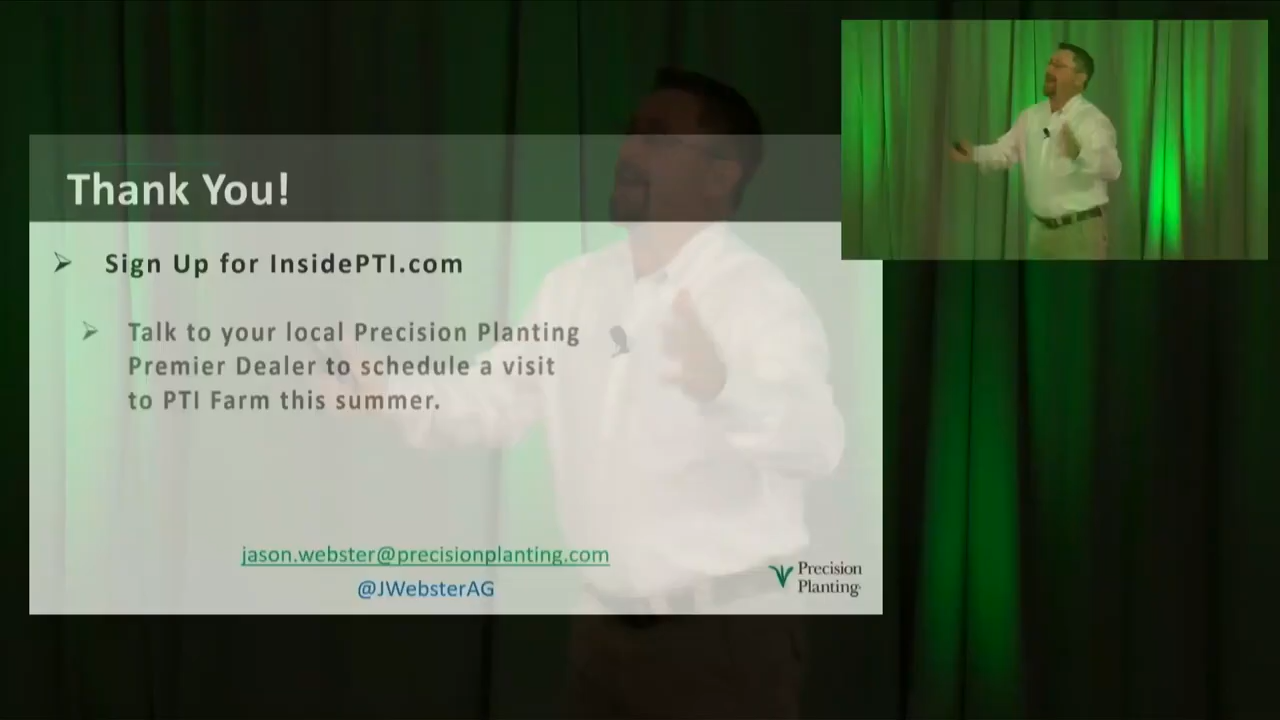 Thank You!
Sign Up for InsidePTI.com
Talk to your local Precision Planting
Premier Dealer to schedule a visit
to PTI Farm this summer.
jason.webster@precisionplanting.com
@JWebsterAG
Precision
Planting